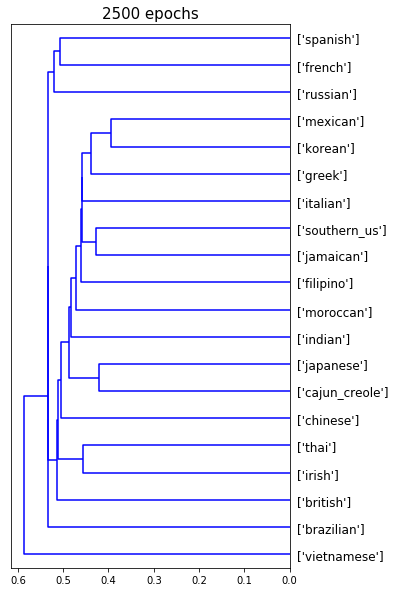 2500 epochs
['spanish']
['french']
['russian']
['mexican']
['korean']
['greek']
['italian']
['southern_us']
['jamaican']
['filipino']
['moroccan']
['indian']
['japanese']
['cajun_creole']
['chinese']
['thai']
['irish']
['british']
['brazilian']
['vietnamese']
0.6 0.5 0.4 0.3 0.2 0.1 0.0